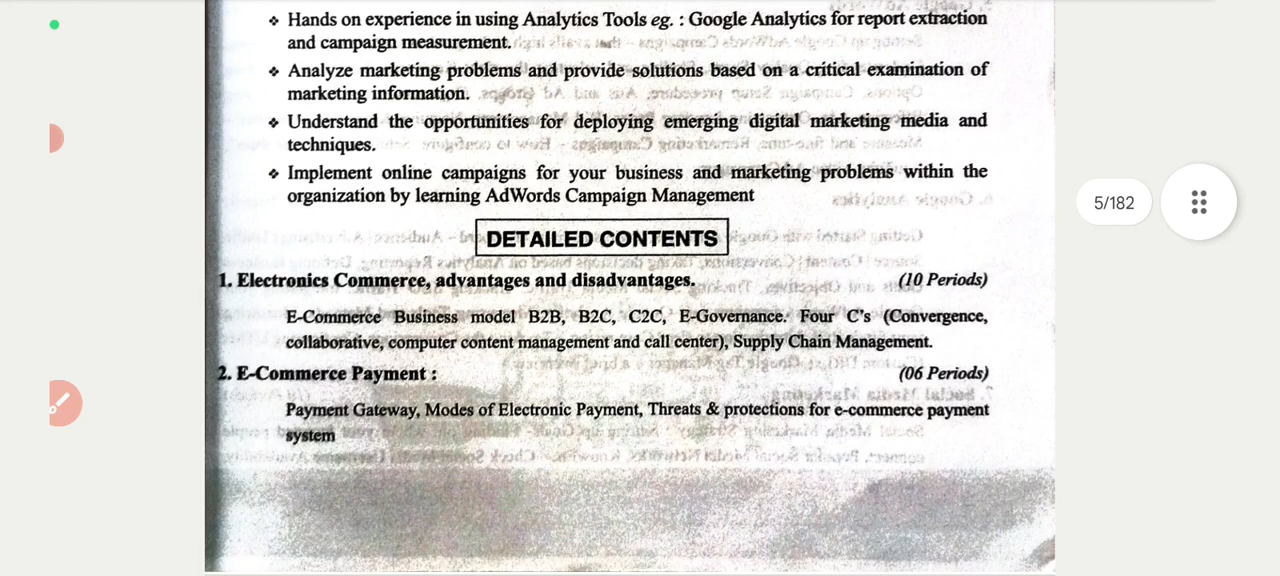 ❖ Hands on experience in using Analytics Tools eg. : Google Analytics for report extraction
and campaign measurement.
❖ Analyze marketing problems and provide solutions based on a critical examination of
marketing information.
❖ Understand the opportunities for deploying emerging digital marketing media and
techniques.
❖ Implement online campaigns for your business and marketing problems within the
organization by learning AdWords Campaign Management
5/182
DETAILED CONTENTS
1. Electronics Commerce, advantages and disadvantages. (10 Periods)
E-Commerce Business model B2B, B2C, C2C, E-Governance. Four C's (Convergence,
collaborative, computer content management and call center), Supply Chain Management.
2. E-Commerce Payment : (06 Periods)
Payment Gateway, Modes of Electronic Payment, Threats & protections for e-commerce payment
system